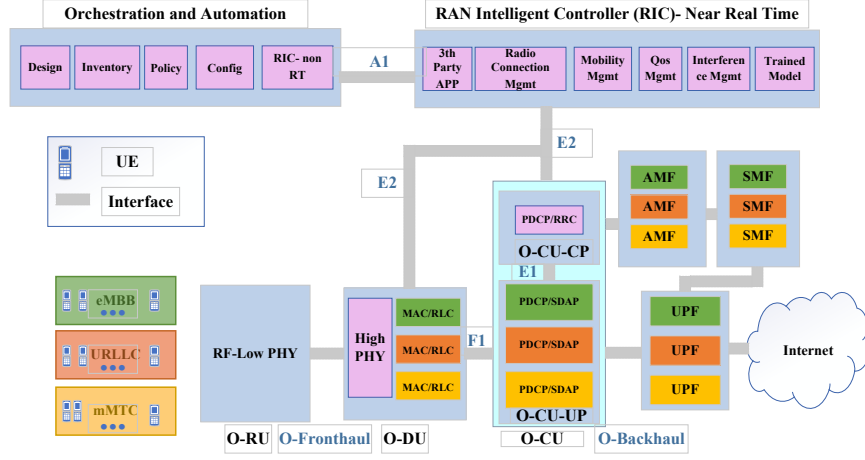 Orchestration and Automation
RAN Intelligent Controller (RIC)- Near Real Time
Design
Inventory
Policy
Config
RIC- non
RT
A1
3th
Party
APP
Radio
Connection
Mgmt
Mobility
Mgmt
Qos
Mgmt
Interferen
ce Mgmt
Trained
Model
UE
Interface
E2
E2
PDCP/RRC
O-CU-CP
E1
AMF
AMF
AMF
SMF
SMF
SMF
eMBB
URLLC
mMTC
RF-Low PHY
High
PHY
MAC/RLC
MAC/RLC
MAC/RLC
F1
PDCP/SDAP
PDCP/SDAP
PDCP/SDAP
O-CU-UP
UPF
UPF
UPF
Internet
O-RU
O-Fronthaul
O-DU
O-CU
O-Backhaul